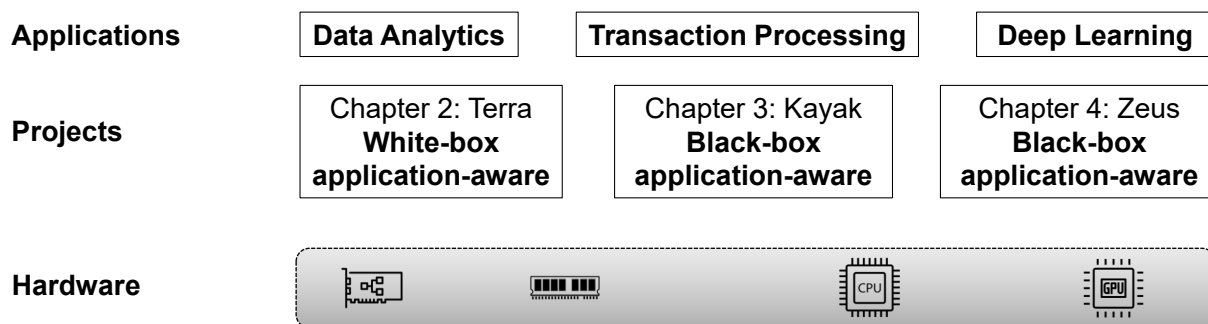 Applications
Data Analytics
Transaction Processing
Deep Learning
Projects
Chapter 2: Terra
White-box
application-aware
Chapter 3: Kayak
Black-box
application-aware
Chapter 4: Zeus
Black-box
application-aware
Hardware
CPU
GPU